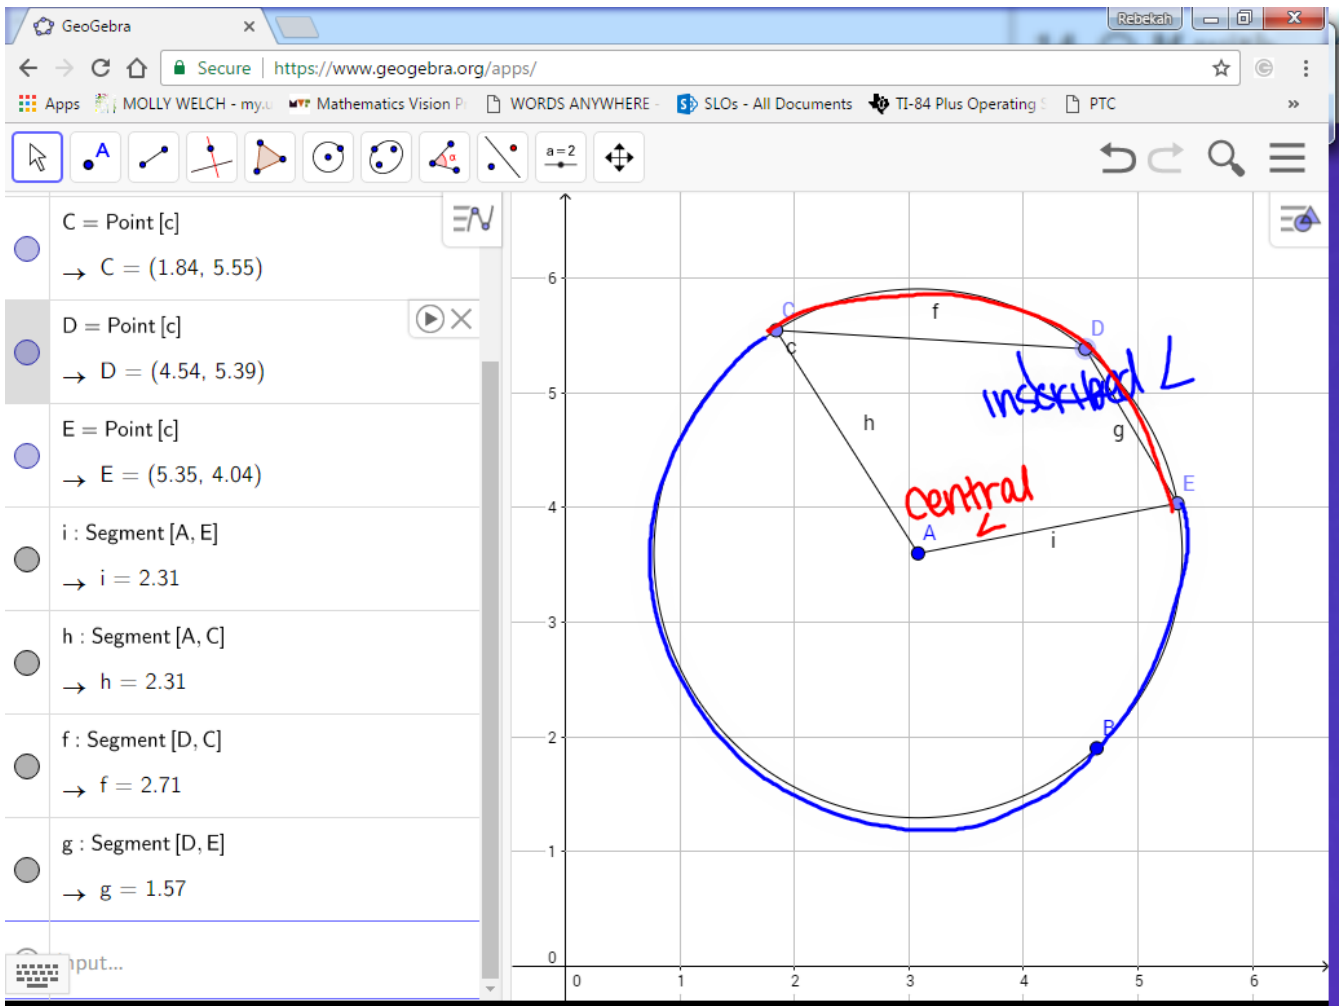 GeoGebra
Rebekah
Secure https://www.geogebra.org/apps/
Apps MOLLY WELCH - my.u Mathematics Vision P WORDS ANYWHERE - SLOs - All Documents TI-84 Plus Operating S PTC »
A α a=2
C = Point [c]
→ C = (1.84, 5.55)
D = Point [c]
→ D = (4.54, 5.39)
E = Point [c]
→ E = (5.35, 4.04)
i : Segment [A, E]
→ i = 2.31
h : Segment [A, C]
→ h = 2.31
f : Segment [D, C]
→ f = 2.71
g : Segment [D, E]
→ g = 1.57
nput...
6
C
f
D
c
inscribed ∠
5
h
g
central
∠
E
4
A
i
3
B
2
1
0
0 1 2 3 4 5 6